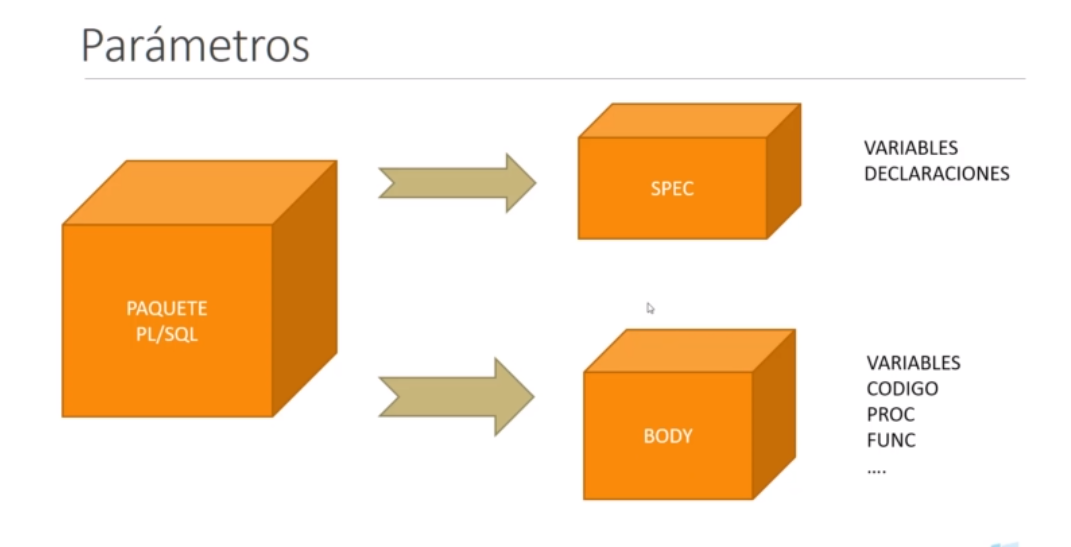 Parámetros
PAQUETE
PL/SQL
SPEC
VARIABLES
DECLARACIONES
BODY
VARIABLES
CODIGO
PROC
FUNC
....